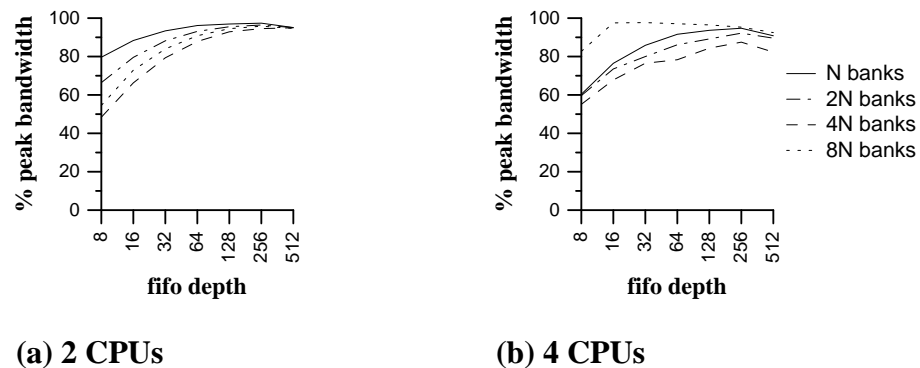 100
80
60
40
20
0
% peak bandwidth
8
16
32
64
128
256
512
fifo depth
(a) 2 CPUs
100
80
60
40
20
0
% peak bandwidth
8
16
32
64
128
256
512
fifo depth
N banks
2N banks
4N banks
8N banks
(b) 4 CPUs